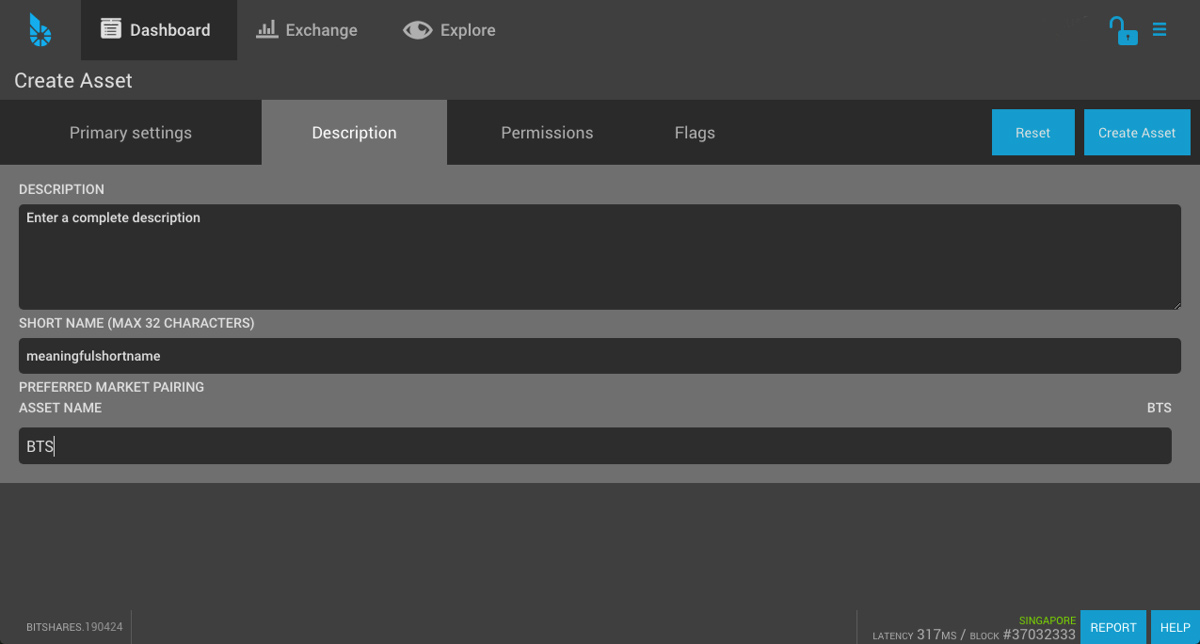 Dashboard Exchange Explore
Create Asset
Primary settings Description Permissions Flags Reset Create Asset
DESCRIPTION
Enter a complete description
SHORT NAME (MAX 32 CHARACTERS)
meaningfulshortname
PREFERRED MARKET PAIRING
ASSET NAME BTS
BTS
SINGAPORE
BITSHARES.190424 LATENCY 317MS / BLOCK #37032333 REPORT HELP